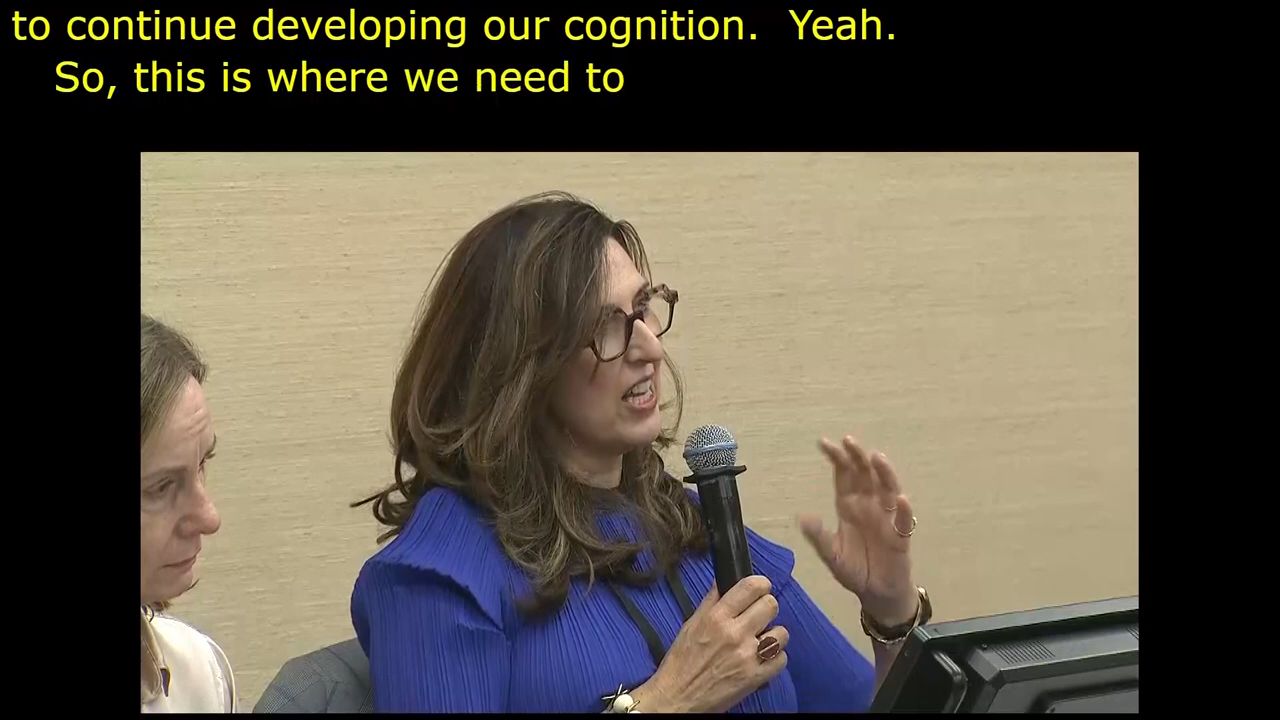 to continue developing our cognition.  Yeah.
So, this is where we need to